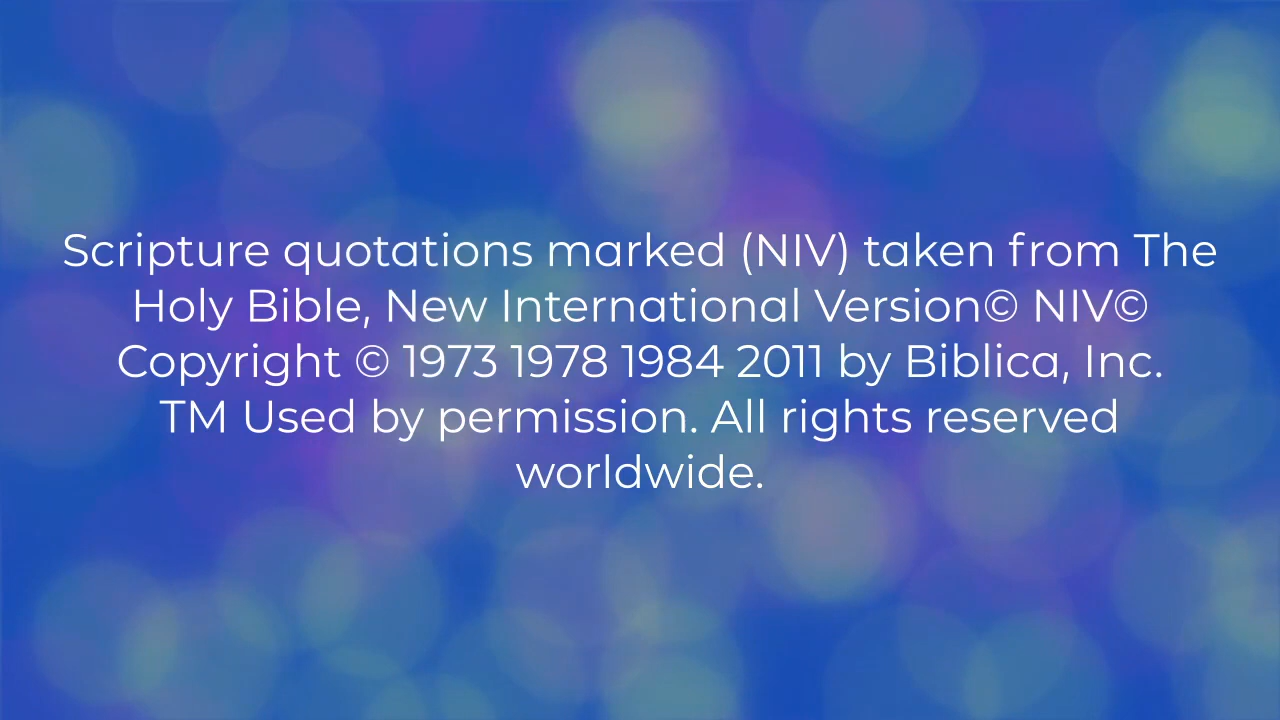 Scripture quotations marked (NIV) taken from The
Holy Bible, New International Version© NIV©
Copyright © 1973 1978 1984 2011 by Biblica, Inc.
TM Used by permission. All rights reserved
worldwide.